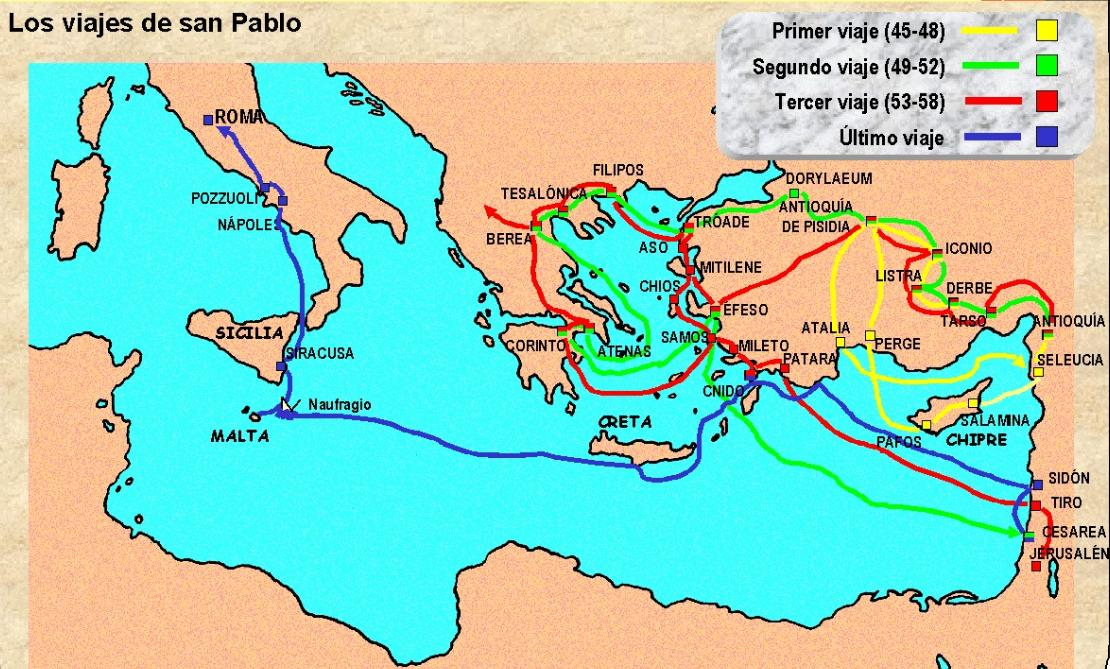 Los viajes de san Pablo
Primer viaje (45-48)
Segundo viaje (49-52)
Tercer viaje (53-58)
Último viaje
ROMA
POZZUOLI
NÁPOLES
SICILIA
SIRACUSA
Naufragio
MALTA
FILIPOS
TESALÓNICA
BEREA
DORYLAEUM
ANTIOQUÍA
DE PISIDIA
TRÓADE
ASO
MITILENE
CHIOS
EFESO
ICONIO
LISTRA
DERBE
TARSO
ANTIOQUÍA
CORINTO
ATENAS
SAMOS
MILETO
PATARA
ATALIA
PERGE
SELEUCIA
CNIDO
CRETA
SALAMINA
PAFOS
CHIPRE
SIDÓN
TIRO
CESAREA
JERUSALÉN